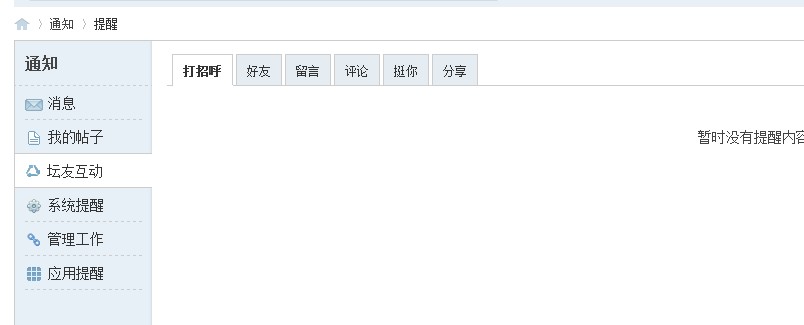 通知 提醒
通知
消息
我的帖子
坛友互动
系统提醒
管理工作
应用提醒
打招呼 好友 留言 评论 挺你 分享
暂时没有提醒内容